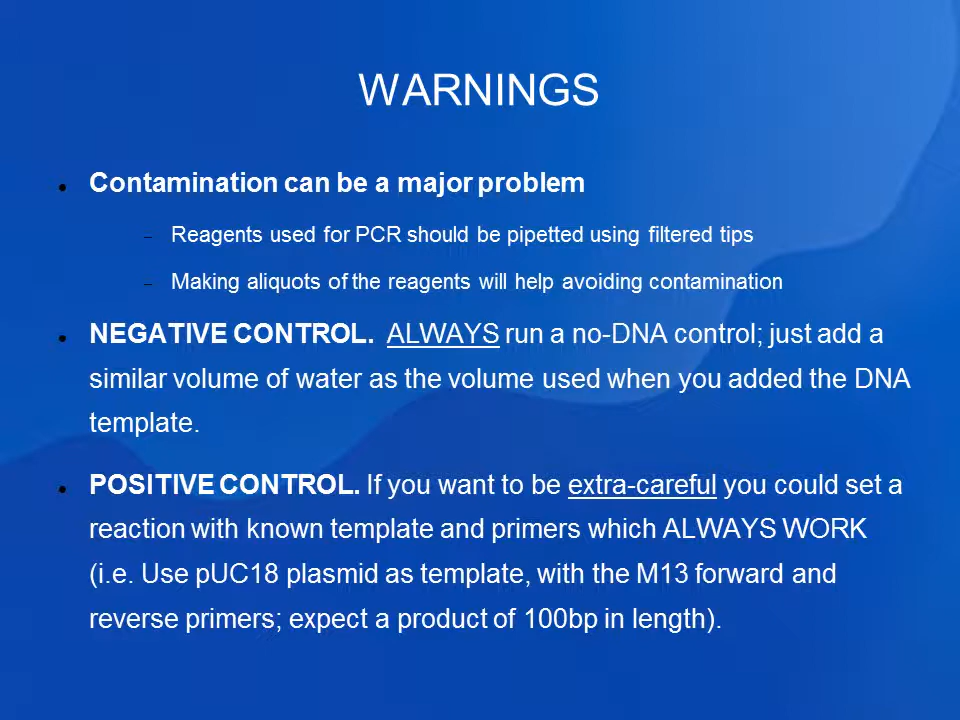 WARNINGS
Contamination can be a major problem
Reagents used for PCR should be pipetted using filtered tips
Making aliquots of the reagents will help avoiding contamination
NEGATIVE CONTROL.  ALWAYS run a no-DNA control; just add a
similar volume of water as the volume used when you added the DNA
template.
POSITIVE CONTROL. If you want to be extra-careful you could set a
reaction with known template and primers which ALWAYS WORK
(i.e. Use pUC18 plasmid as template, with the M13 forward and
reverse primers; expect a product of 100bp in length).